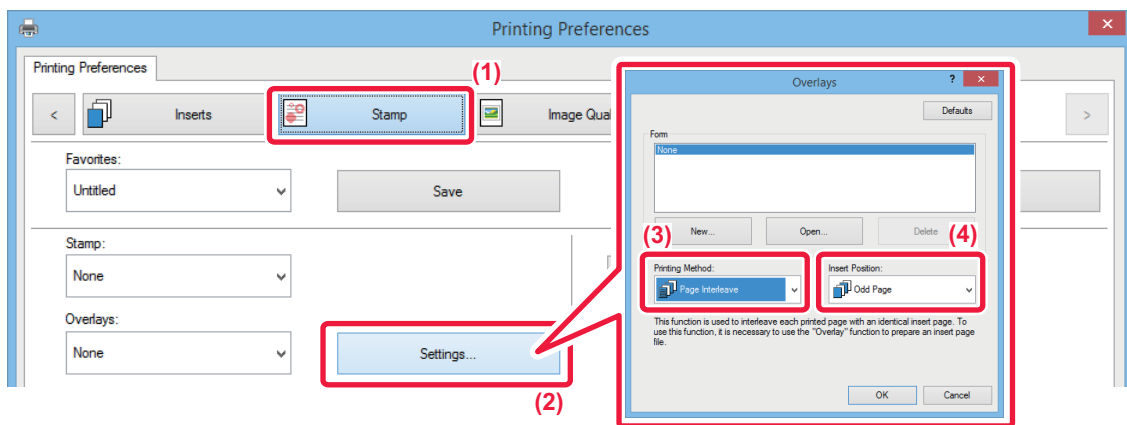 Printing Preferences
Printing Preferences
(1)
<
Inserts
Stamp
Image Qual
>
Favorites:
Untitled
Save
Stamp:
None
Overlays:
None
Settings...
(2)
Overlays
?
Defaults
Form
None
New...
Open...
Delete
(3)
(4)
Printing Method:
Page Interleave
Insert Position:
Odd Page
This function is used to interleave each printed page with an identical insert page. To
use this function, it is necessary to use the "Overlay" function to prepare an insert page
file.
OK
Cancel